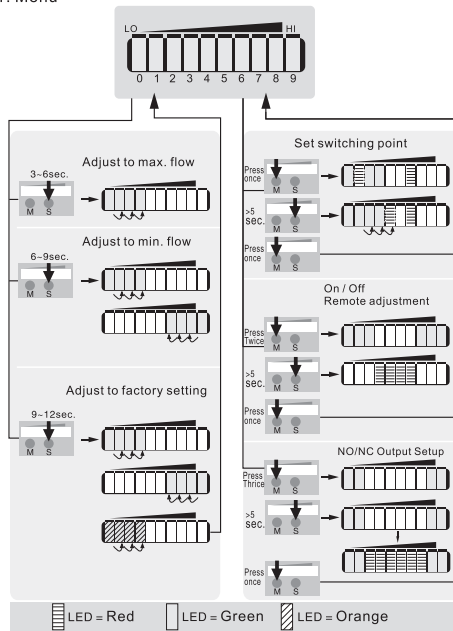 1. Menu
LO HI
0 1 2 3 4 5 6 7 8 9
Adjust to max. flow
3~6sec.
M S
Adjust to min. flow
6~9sec.
M S
Adjust to factory setting
9~12sec.
M S
Set switching point
Press
once
M S
>5
sec.
M S
Press
once
M S
On / Off
Remote adjustment
Press
Twice
M S
>5
sec.
M S
Press
once
M S
NO/NC Output Setup
Press
Thrice
M S
>5
sec.
M S
Press
once
M S
LED = Red LED = Green LED = Orange